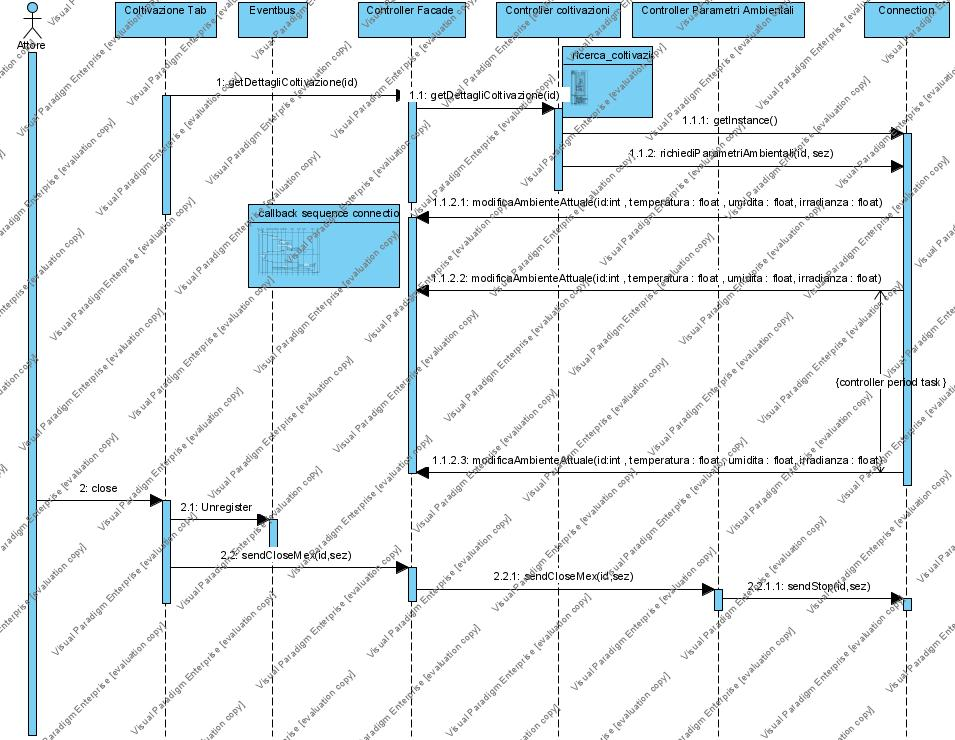 Coltivazione Tab
Eventbus
Controller Facade
Controller coltivazioni
Controller Parametri Ambientali
Connection
Attore
ricerca_coltivazi
1: getDettagliColtivazione(id)
1.1: getDettagliColtivazione(id)
1.1.1: getInstance()
1.1.2: richiediParametriAmbientali(id, sez)
1.1.2.1: modificaAmbienteAttuale(id:int , temperatura : float , umidita : float, irradianza : float)
callback sequence connectio
1.1.2.2: modificaAmbienteAttuale(id:int , temperatura : float , umidita : float, irradianza : float)
{controller period task}
1.1.2.3: modificaAmbienteAttuale(id:int , temperatura : float , umidita : float, irradianza : float)
2: close
2.1: Unregister
2.2: sendCloseMex(id,sez)
2.2.1: sendCloseMex(id,sez)
2.2.1.1: sendStop(id,sez)
Visual Paradigm Enterprise [evaluation copy]